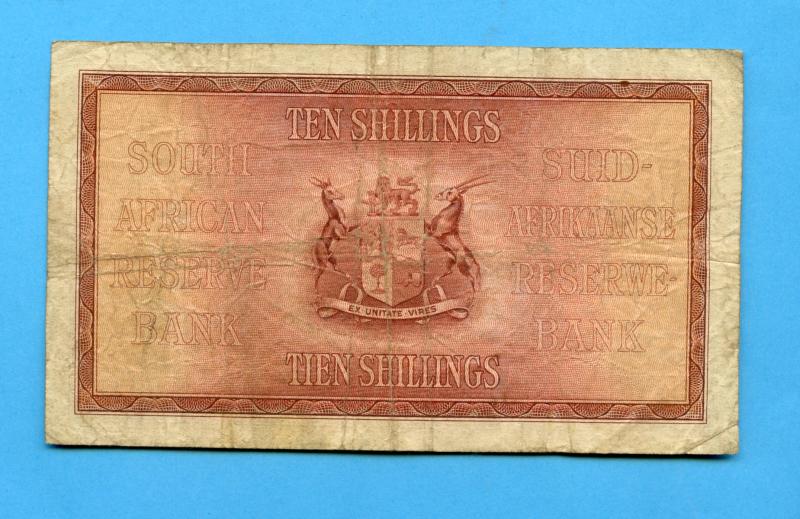 TEN SHILLINGS
SOUTH
AFRICAN
RESERVE
BANK
SUID-
AFRIKAANSE
RESERWE-
BANK
EX UNITATE VIRES
TIEN SHILLINGS